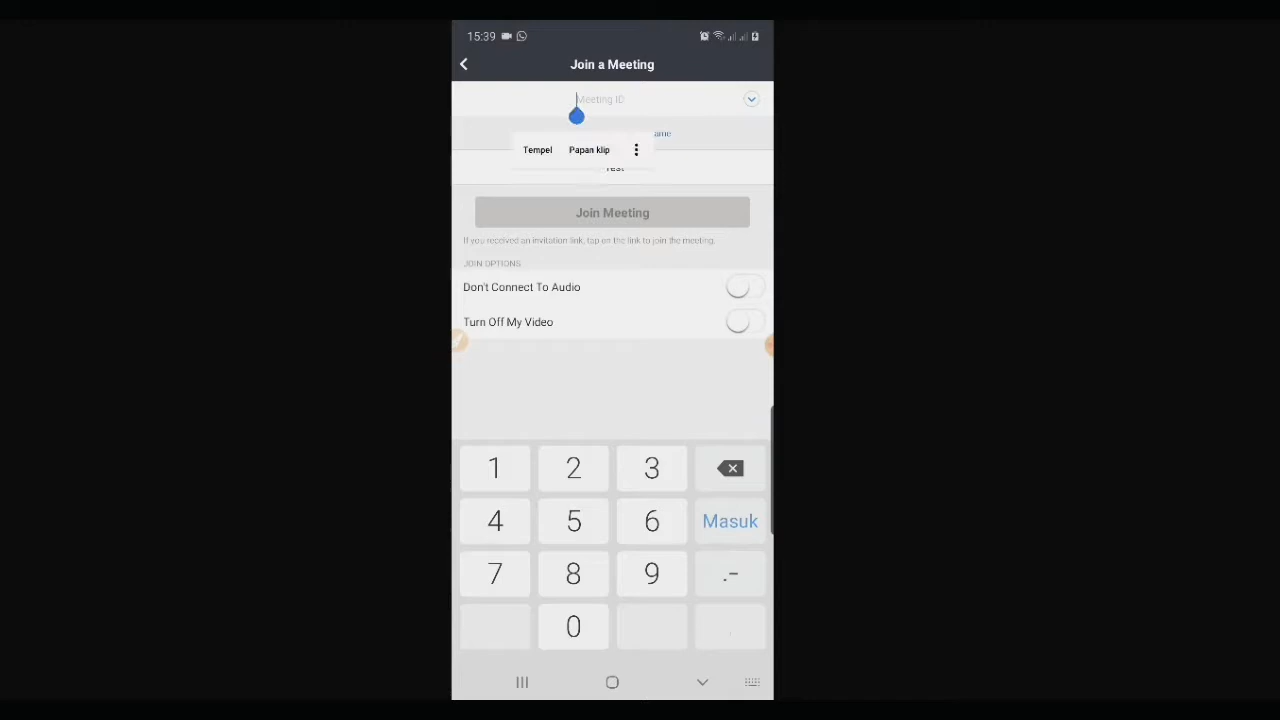 15:39
Join a Meeting
Meeting ID
ame
Tempel Papan klip
Test
Join Meeting
If you received an invitation link, tap on the link to join the meeting.
JOIN OPTIONS
Don't Connect To Audio
Turn Off My Video
1 2 3
4 5 6 Masuk
7 8 9 .-
0 ,